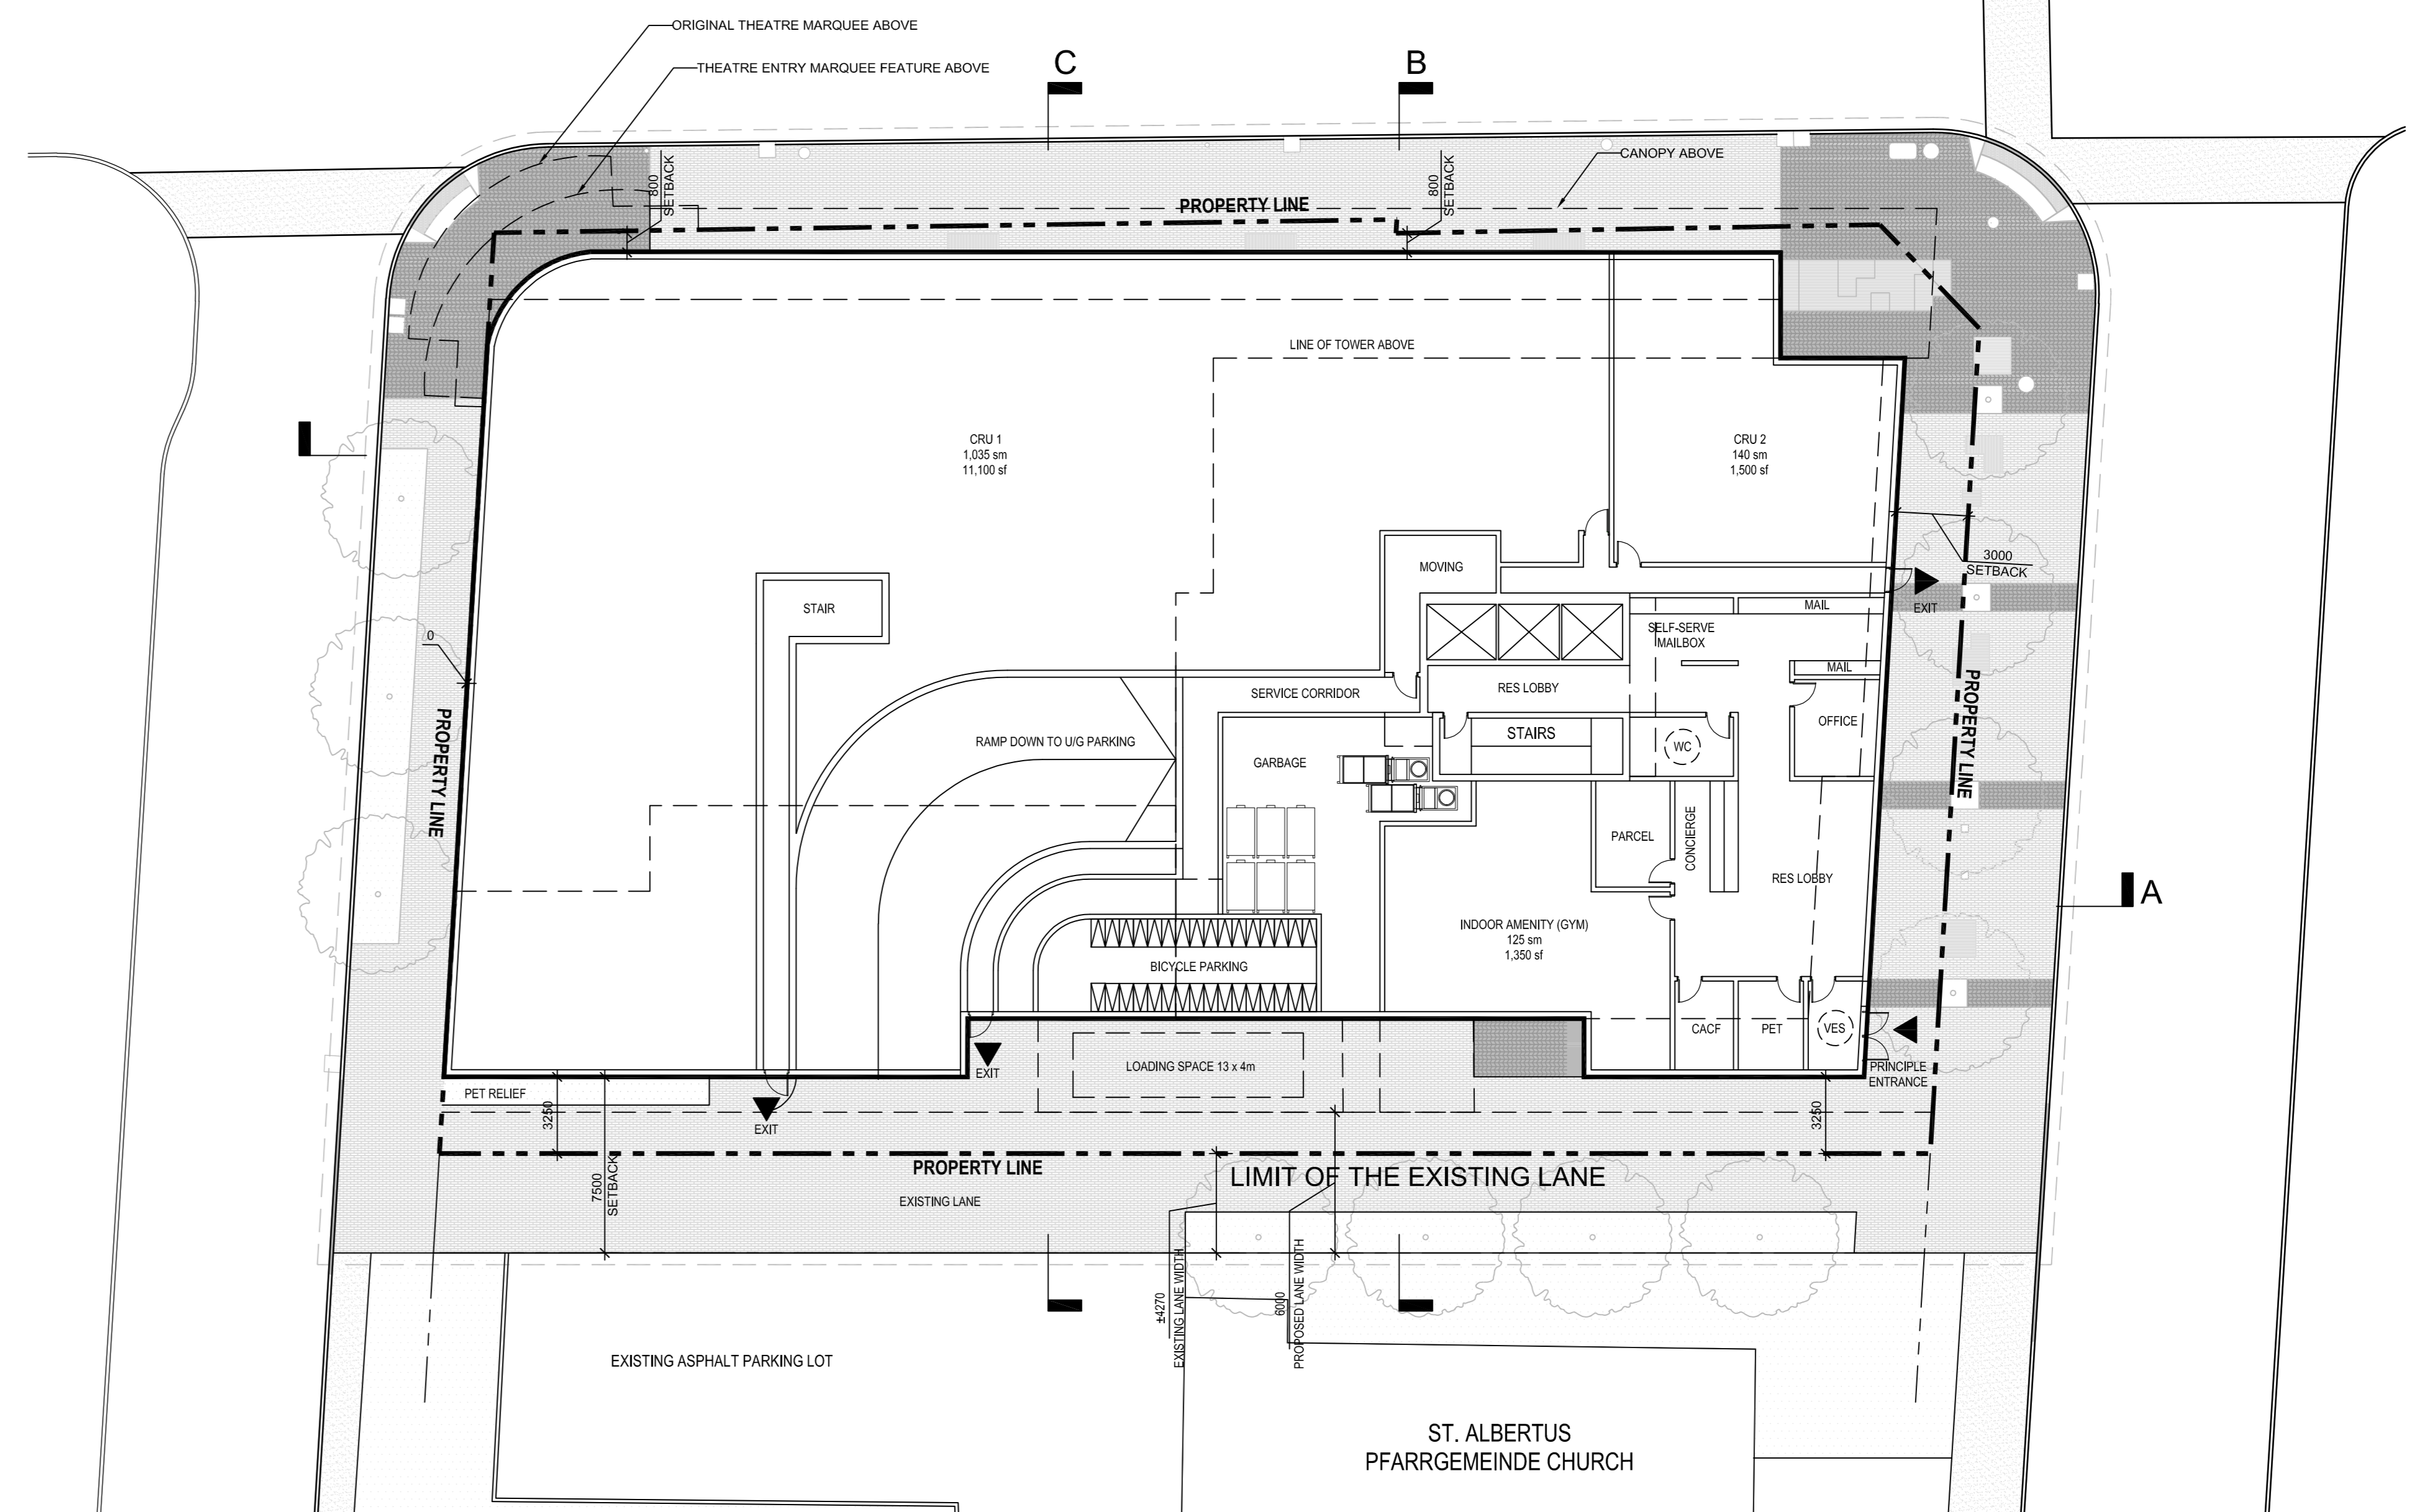 ORIGINAL THEATRE MARQUEE ABOVE
THEATRE ENTRY MARQUEE FEATURE ABOVE
C
B
CANOPY ABOVE
800
SETBACK
800
SETBACK
PROPERTY LINE
LINE OF TOWER ABOVE
CRU 1
1,035 sm
11,100 sf
CRU 2
140 sm
1,500 sf
3000
SETBACK
MOVING
STAIR
MAIL
EXIT
SELF-SERVE
MAILBOX
0
MAIL
SERVICE CORRIDOR
RES LOBBY
PROPERTY LINE
PROPERTY LINE
OFFICE
STAIRS
WC
RAMP DOWN TO U/G PARKING
GARBAGE
PARCEL
CONCIERGE
RES LOBBY
A
INDOOR AMENITY (GYM)
125 sm
1,350 sf
BICYCLE PARKING
CACF
PET
VES
LOADING SPACE 13 x 4m
EXIT
PRINCIPLE
ENTRANCE
PET RELIEF
3250
3250
EXIT
PROPERTY LINE
LIMIT OF THE EXISTING LANE
7500
SETBACK
EXISTING LANE
±4270
EXISTING LANE WIDTH
6000
PROPOSED LANE WIDTH
EXISTING ASPHALT PARKING LOT
ST. ALBERTUS
PFARRGEMEINDE CHURCH